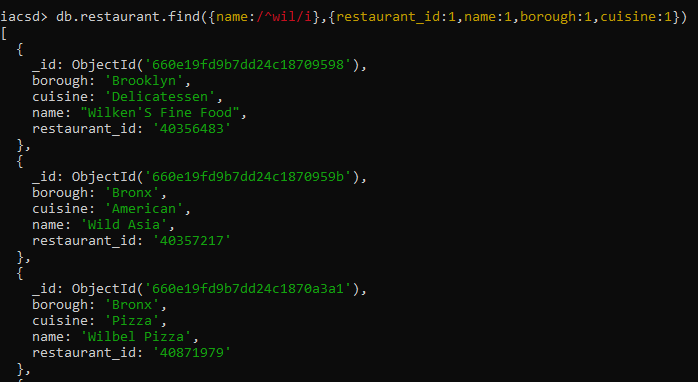 iacsd> db.restaurant.find({name:/^wil/i},{restaurant_id:1,name:1,borough:1,cuisine:1})
[
  {
    _id: ObjectId('660e19fd9b7dd24c18709598'),
    borough: 'Brooklyn',
    cuisine: 'Delicatessen',
    name: "Wilken'S Fine Food",
    restaurant_id: '40356483'
  },
  {
    _id: ObjectId('660e19fd9b7dd24c1870959b'),
    borough: 'Bronx',
    cuisine: 'American',
    name: 'Wild Asia',
    restaurant_id: '40357217'
  },
  {
    _id: ObjectId('660e19fd9b7dd24c1870a3a1'),
    borough: 'Bronx',
    cuisine: 'Pizza',
    name: 'Wilbel Pizza',
    restaurant_id: '40871979'
  },
  {